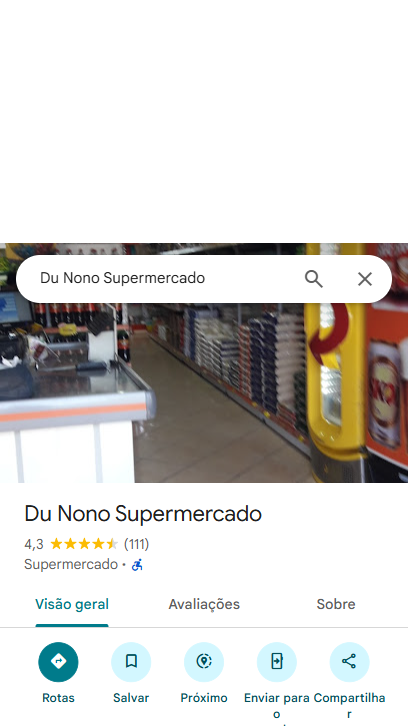 Du Nono Supermercado
Du Nono Supermercado
4,3 (111)
Supermercado ·
Visão geral Avaliações Sobre
Rotas Salvar Próximo Enviar para o Compartilhar